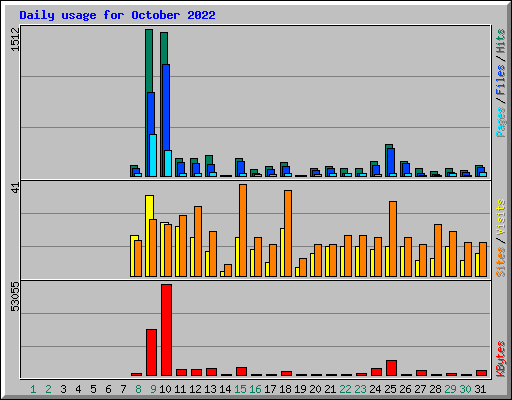 Daily usage for October 2022
1512
Pages / Files / Hits
41
Sites / Visits
53055
KBytes
1 2 3 4 5 6 7 8 9 10 11 12 13 14 15 16 17 18 19 20 21 22 23 24 25 26 27 28 29 30 31